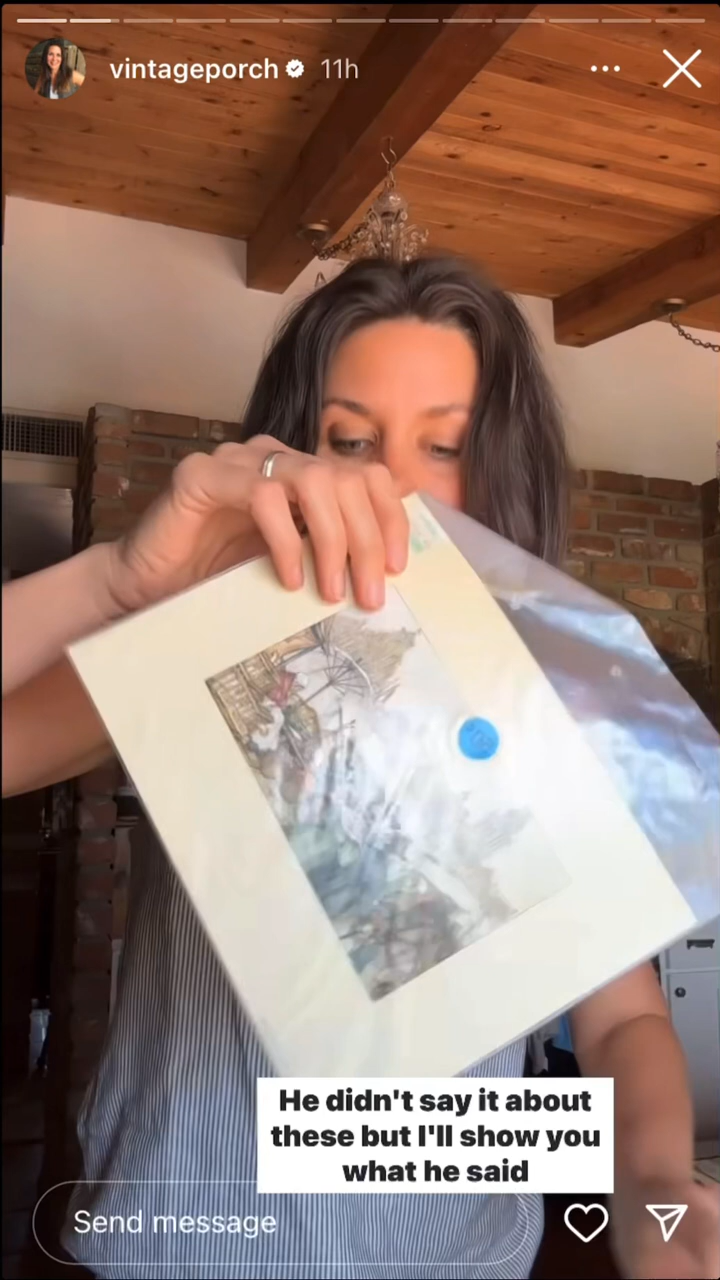 vintageporch 11h
He didn't say it about
these but I'll show you
what he said
Send message